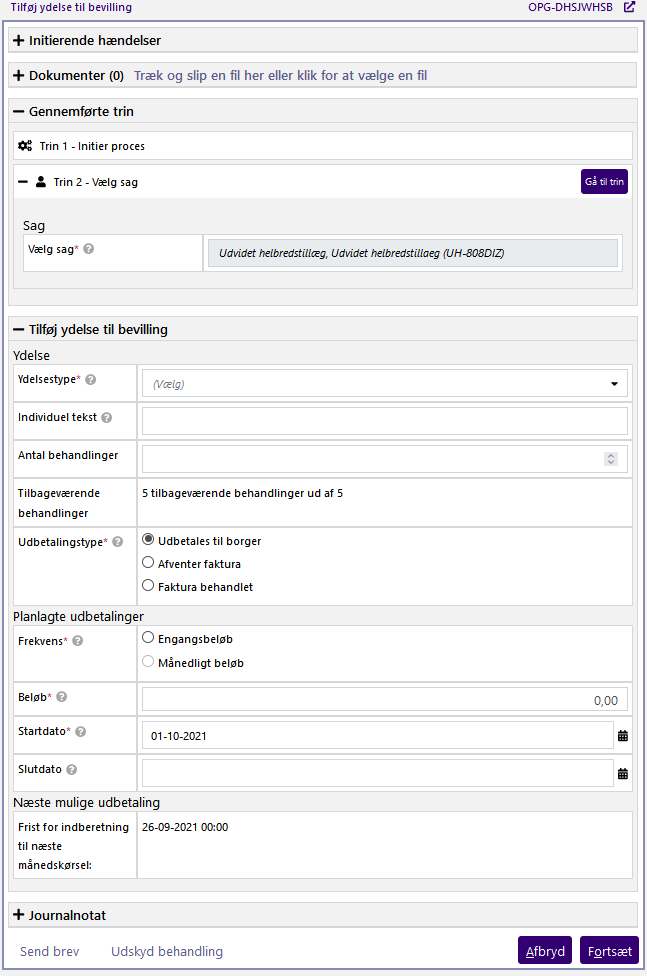 Tilføj ydelse til bevilling OPG-DHSJWHSB
Initierende hændelser
Dokumenter (0) Træk og slip en fil her eller klik for at vælge en fil
Gennemførte trin
Trin 1 - Initier proces
Trin 2 - Vælg sag Gå til trin
Sag
Vælg sag* Udvidet helbredstillæg, Udvidet helbredstillaeg (UH-808DIZ)
Tilføj ydelse til bevilling
Ydelse
Ydelsestype* (Vælg)
Individuel tekst
Antal behandlinger
Tilbageværende 5 tilbageværende behandlinger ud af 5
behandlinger
Udbetalingstype* Udbetales til borger
Afventer faktura
Faktura behandlet
Planlagte udbetalinger
Frekvens* Engangsbeløb
Månedligt beløb
Beløb* 0,00
Startdato* 01-10-2021
Slutdato
Næste mulige udbetaling
Frist for indberetning 26-09-2021 00:00
til næste
månedskørsel:
Journalnotat
Send brev Udskyd behandling Afbryd Fortsæt